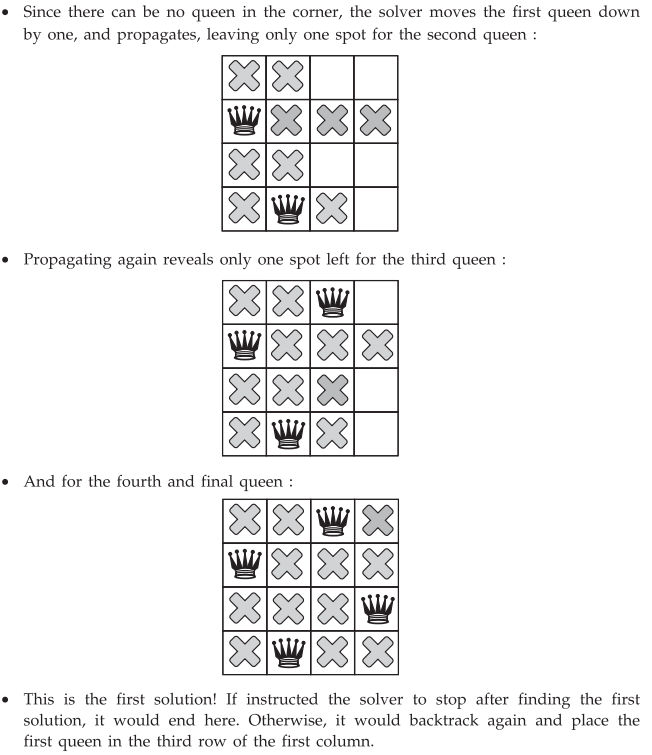 • Since there can be no queen in the corner, the solver moves the first queen down
by one, and propagates, leaving only one spot for the second queen :
• Propagating again reveals only one spot left for the third queen :
• And for the fourth and final queen :
• This is the first solution! If instructed the solver to stop after finding the first
solution, it would end here. Otherwise, it would backtrack again and place the
first queen in the third row of the first column.